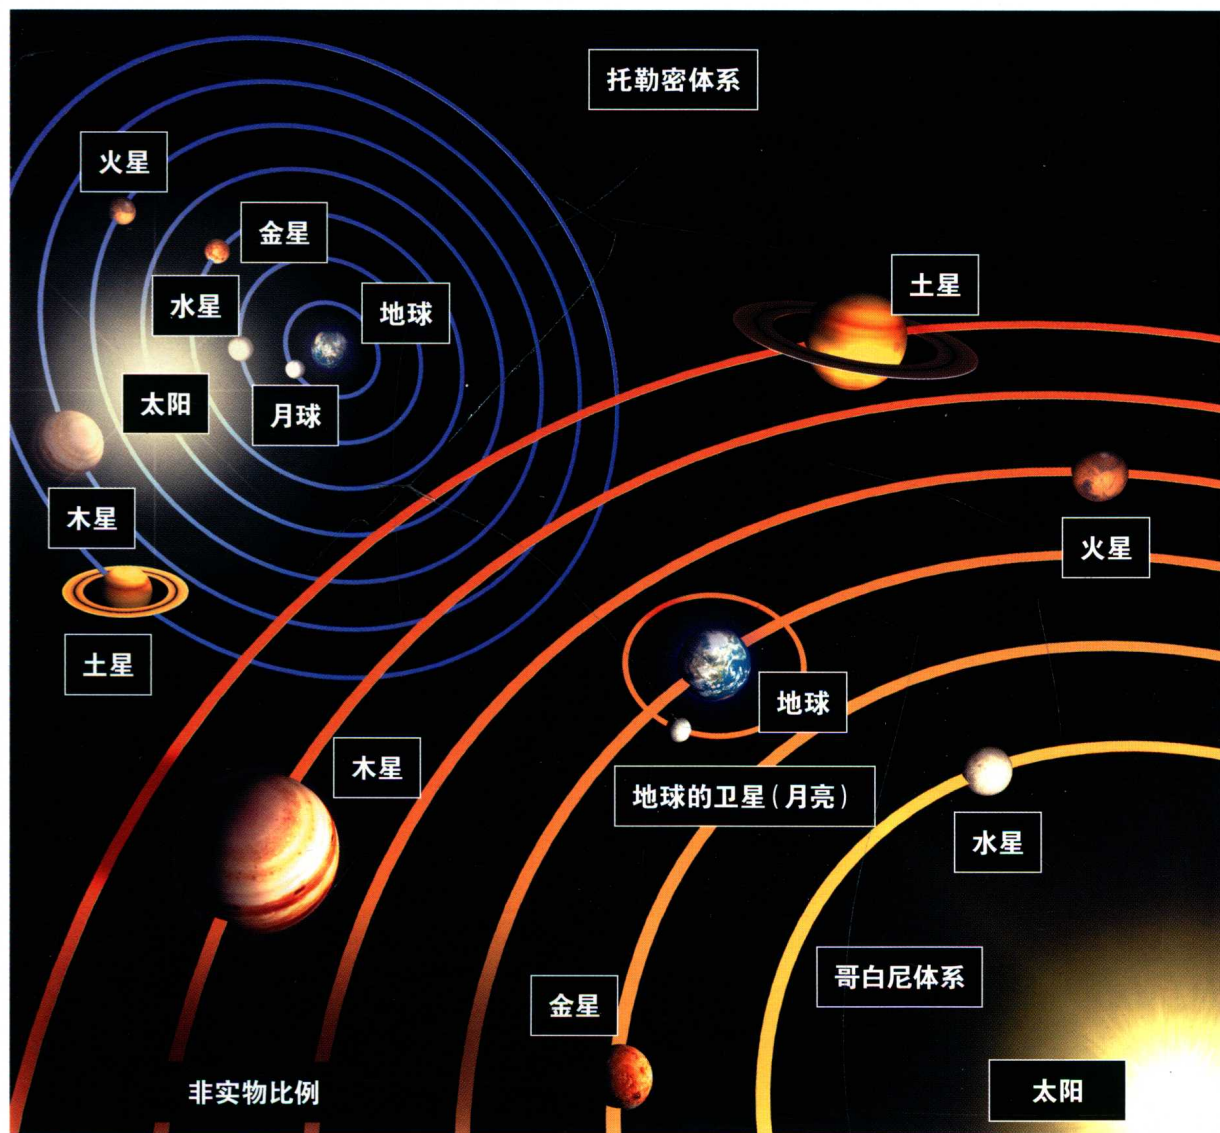 托勒密体系
火星
金星
水星
地球
太阳
月球
木星
土星
土星
火星
地球
木星
地球的卫星(月亮)
水星
哥白尼体系
金星
非实物比例
太阳